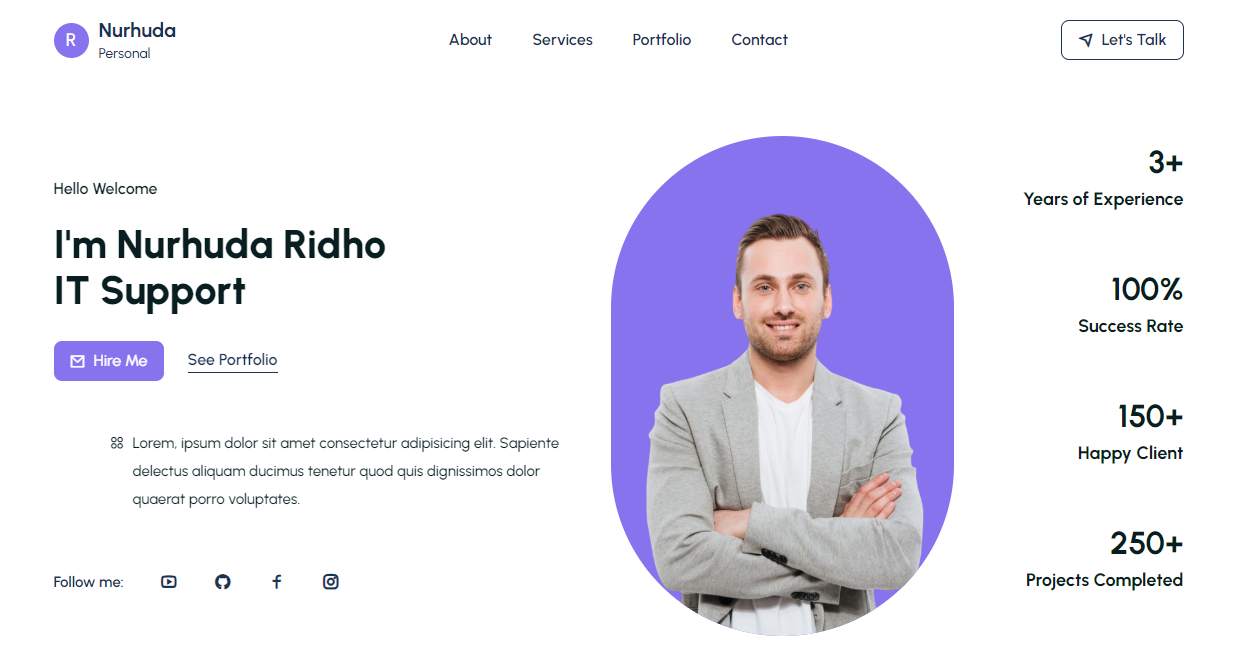 R
Nurhuda
Personal
About
Services
Portfolio
Contact
Let's Talk
Hello Welcome
I'm Nurhuda Ridho
IT Support
Hire Me
See Portfolio
Lorem, ipsum dolor sit amet consectetur adipisicing elit. Sapiente
delectus aliquam ducimus tenetur quod quis dignissimos dolor
quaerat porro voluptates.
Follow me:
3+
Years of Experience
100%
Success Rate
150+
Happy Client
250+
Projects Completed